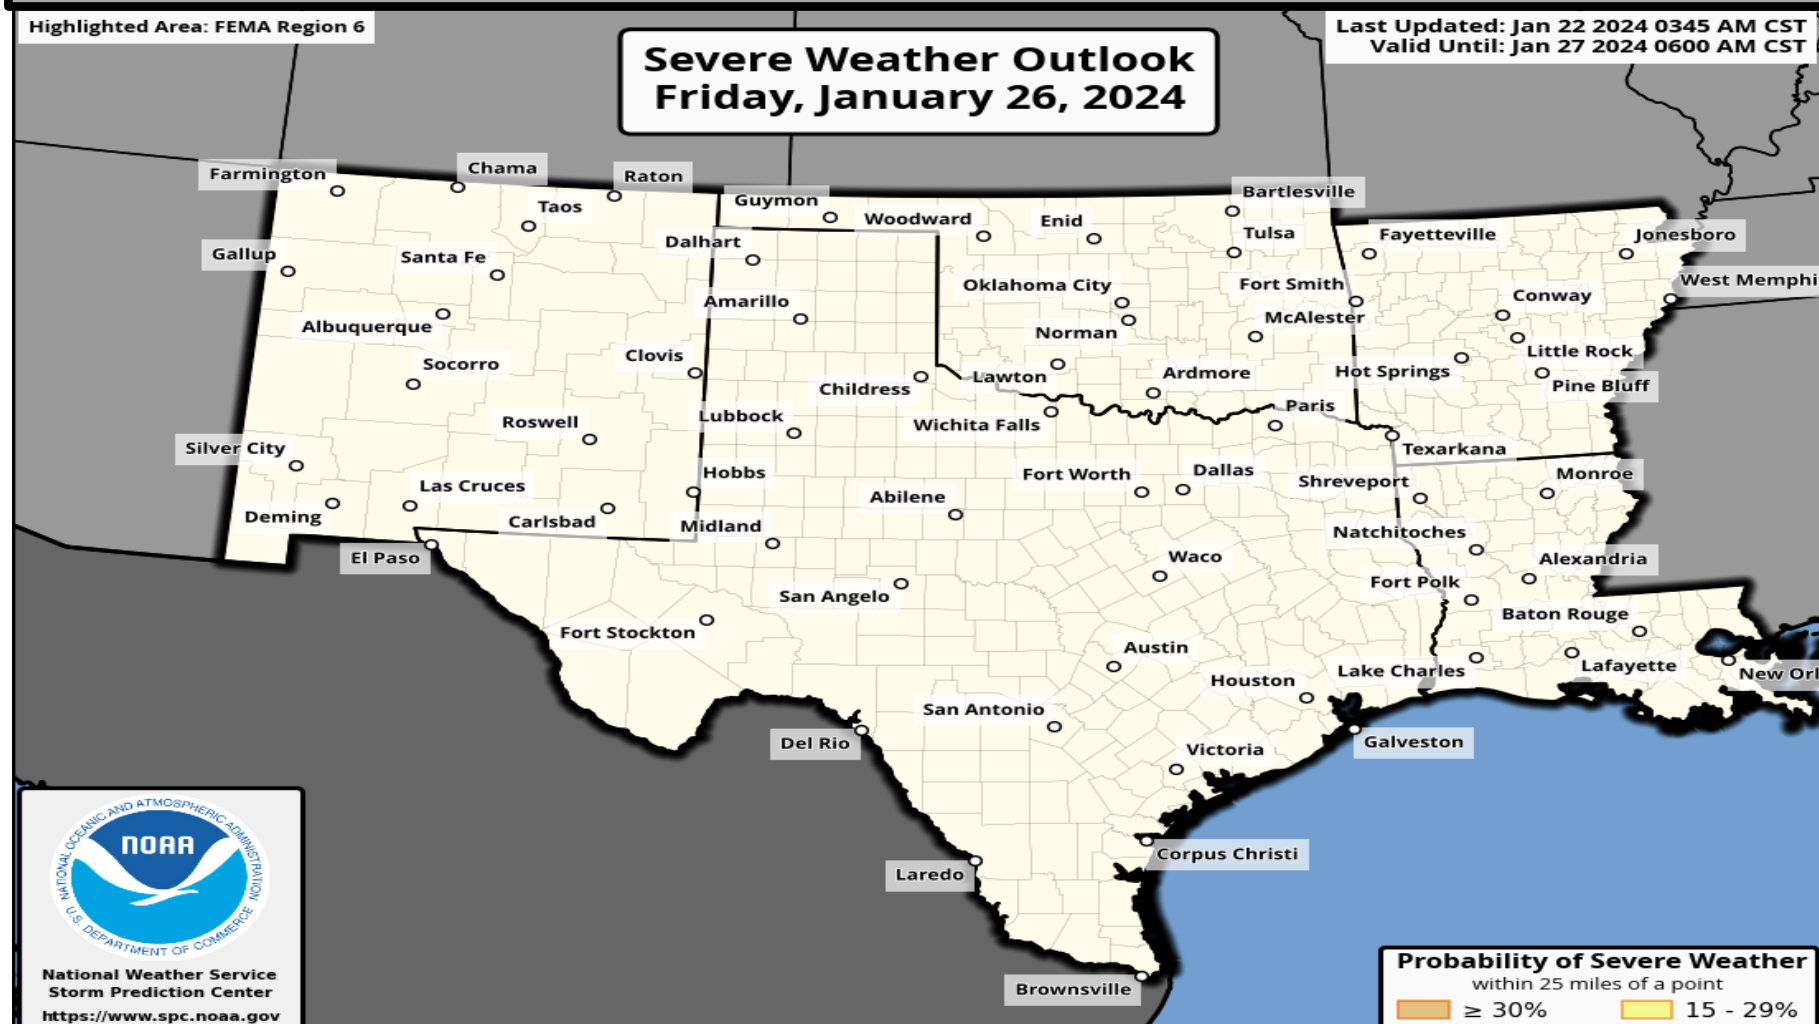 Highlighted Area: FEMA Region 6
Severe Weather Outlook
Friday, January 26, 2024
Last Updated: Jan 22 2024 0345 AM CST
Valid Until: Jan 27 2024 0600 AM CST
Farmington
Chama
Raton
Taos
Guymon
Woodward
Enid
Bartlesville
Gallup
Santa Fe
Dalhart
Tulsa
Fayetteville
Jonesboro
Albuquerque
Amarillo
Oklahoma City
Fort Smith
Conway
West Memphi
Norman
McAlester
Socorro
Clovis
Childress
Lawton
Ardmore
Hot Springs
Little Rock
Pine Bluff
Roswell
Lubbock
Wichita Falls
Paris
Silver City
Texarkana
Las Cruces
Hobbs
Abilene
Fort Worth
Dallas
Shreveport
Monroe
Deming
Carlsbad
Midland
Natchitoches
El Paso
Waco
Alexandria
San Angelo
Fort Polk
Fort Stockton
Baton Rouge
Austin
Lake Charles
Lafayette
New Orl
Houston
San Antonio
Del Rio
Victoria
Galveston
Laredo
Corpus Christi
Brownsville
NATIONAL OCEANIC AND ATMOSPHERIC ADMINISTRATION
NOAA
U.S. DEPARTMENT OF COMMERCE
National Weather Service
Storm Prediction Center
https://www.spc.noaa.gov
Probability of Severe Weather
within 25 miles of a point
≥ 30%
15 - 29%